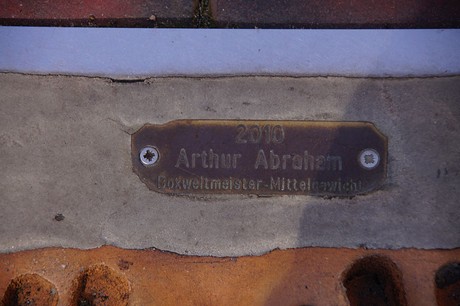 2010
Arthur Abraham
Boxweltmeister-Mittelgewicht